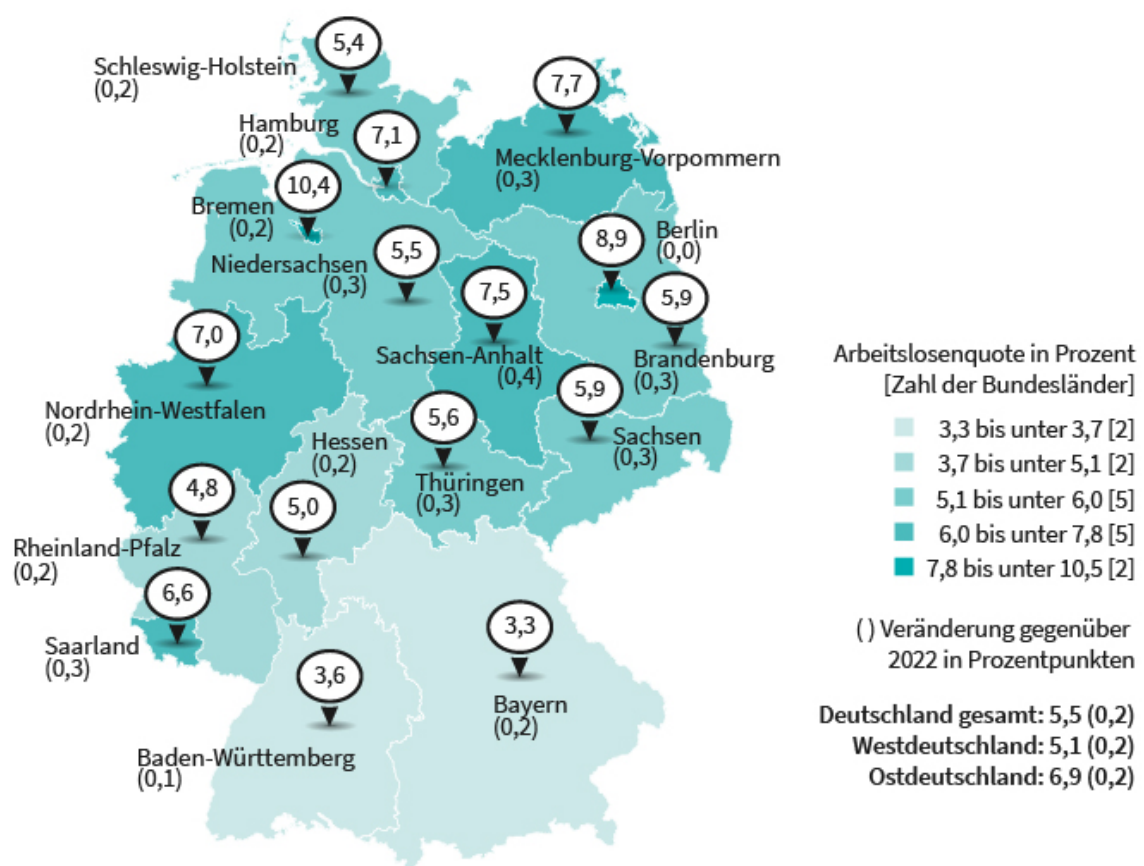 5,4
Schleswig-Holstein
(0,2)
7,7
Mecklenburg-Vorpommern
(0,3)
Hamburg
(0,2)
7,1
10,4
Bremen
(0,2)
8,9
Berlin
(0,0)
Niedersachsen
(0,3)
5,5
7,5
Sachsen-Anhalt
(0,4)
5,9
Brandenburg
(0,3)
7,0
Nordrhein-Westfalen
(0,2)
5,9
Sachsen
(0,3)
5,6
Thüringen
(0,3)
Hessen
(0,2)
5,0
4,8
Rheinland-Pfalz
(0,2)
6,6
Saarland
(0,3)
3,3
Bayern
(0,2)
3,6
Baden-Württemberg
(0,1)
Arbeitslosenquote in Prozent
[Zahl der Bundesländer]
3,3 bis unter 3,7 [2]
3,7 bis unter 5,1 [2]
5,1 bis unter 6,0 [5]
6,0 bis unter 7,8 [5]
7,8 bis unter 10,5 [2]
( ) Veränderung gegenüber
2022 in Prozentpunkten
Deutschland gesamt: 5,5 (0,2)
Westdeutschland: 5,1 (0,2)
Ostdeutschland: 6,9 (0,2)